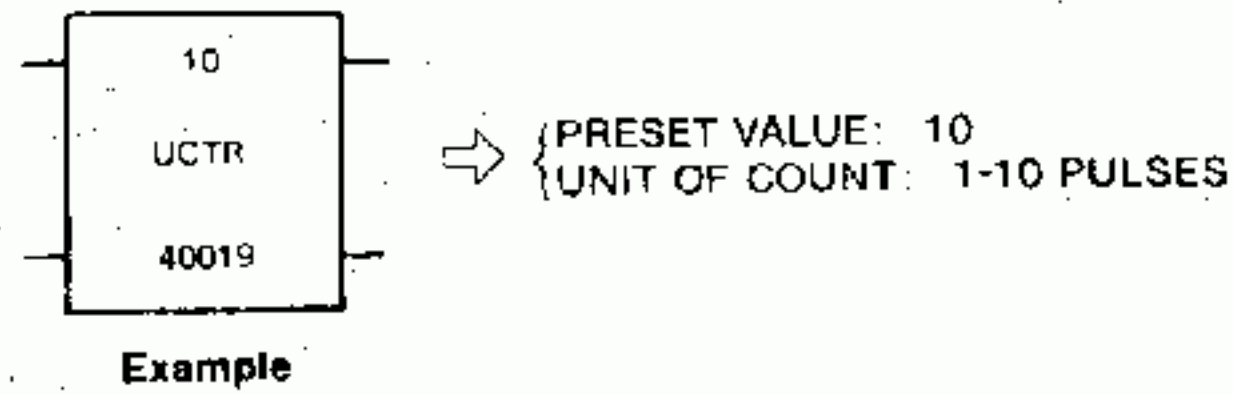 10
UCTR
40019
PRESET VALUE: 10
UNIT OF COUNT: 1-10 PULSES
Example